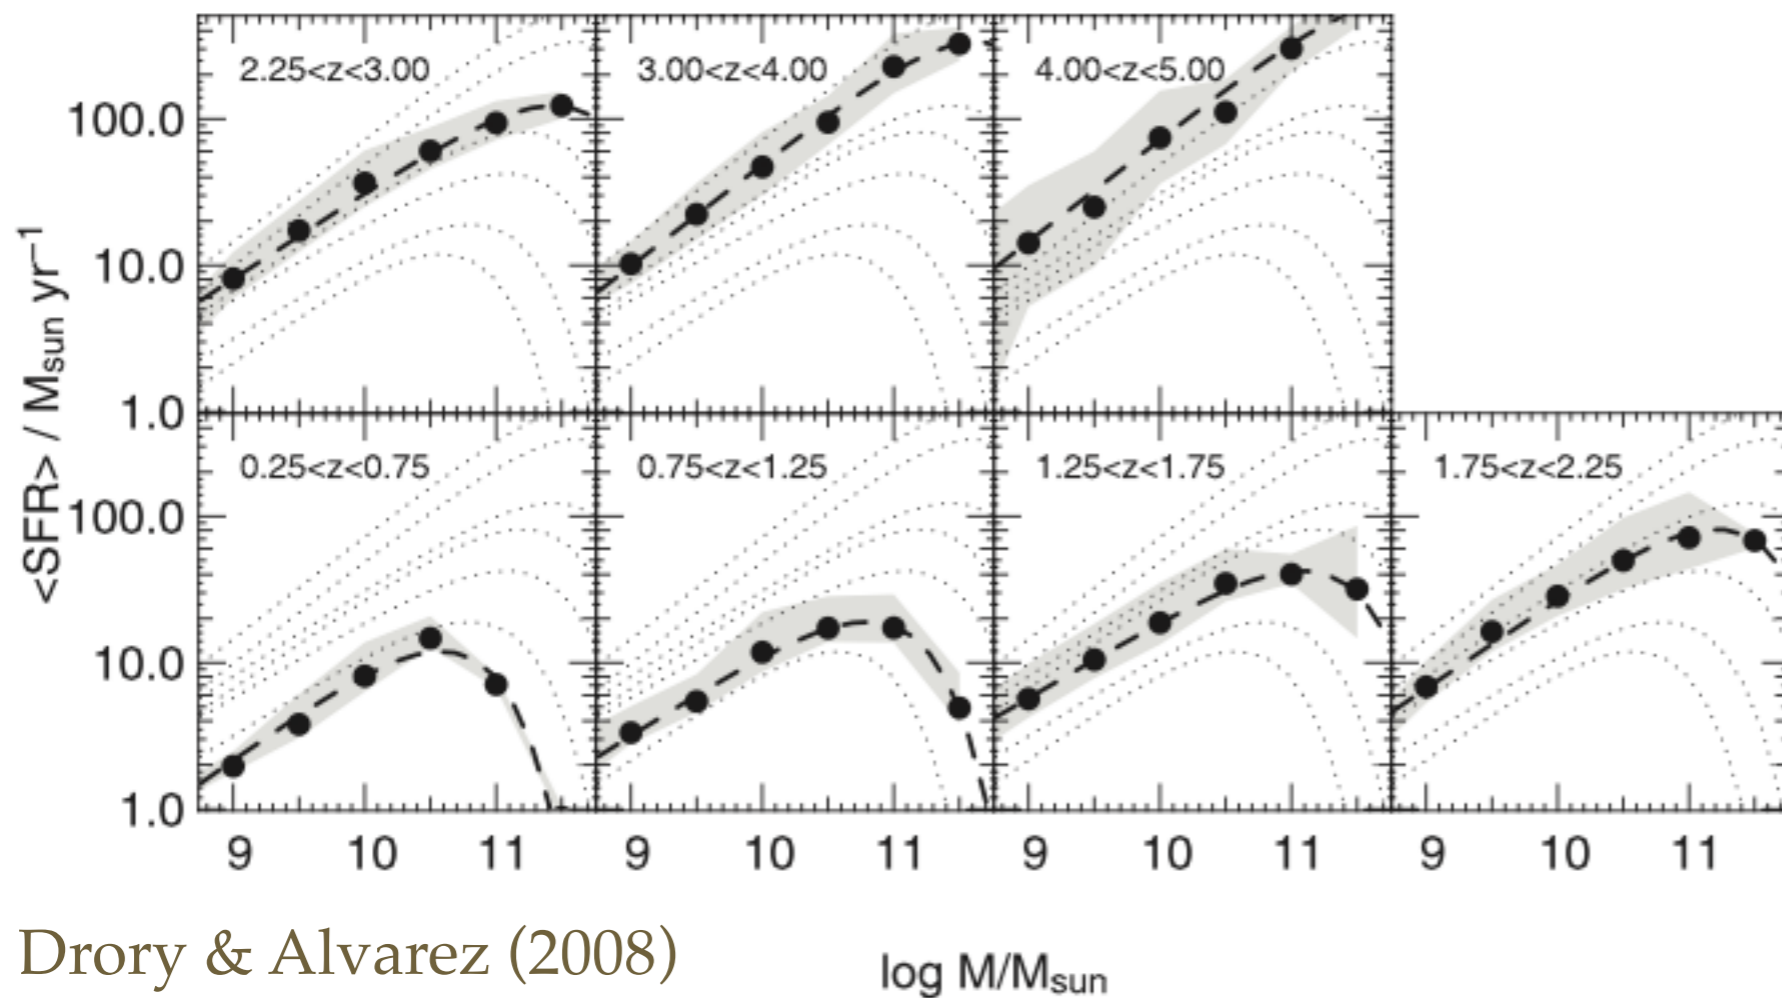 2.25<z<3.00
3.00<z<4.00
4.00<z<5.00
100.0
10.0
1.0
<SFR> / Msun yr−1
0.25<z<0.75
0.75<z<1.25
1.25<z<1.75
1.75<z<2.25
100.0
10.0
1.0
9 10 11
9 10 11
9 10 11
9 10 11
log M/Msun
Drory & Alvarez (2008)